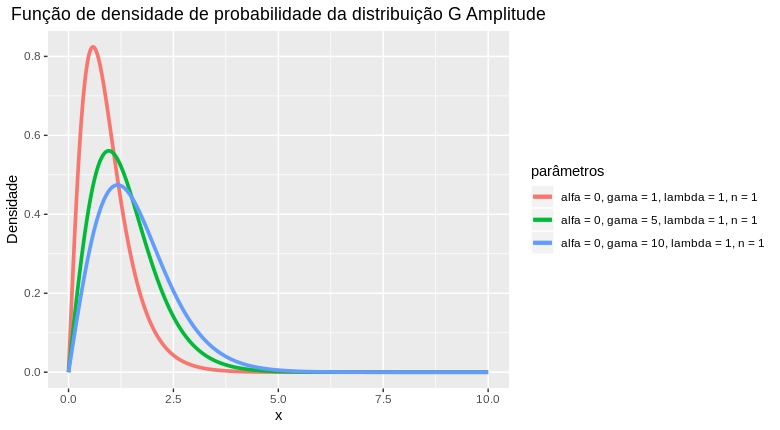 Função de densidade de probabilidade da distribuição G Amplitude
Densidade
0.8
0.6
0.4
0.2
0.0
0.0 2.5 5.0 7.5 10.0
x
parâmetros
alfa = 0, gama = 1, lambda = 1, n = 1
alfa = 0, gama = 5, lambda = 1, n = 1
alfa = 0, gama = 10, lambda = 1, n = 1